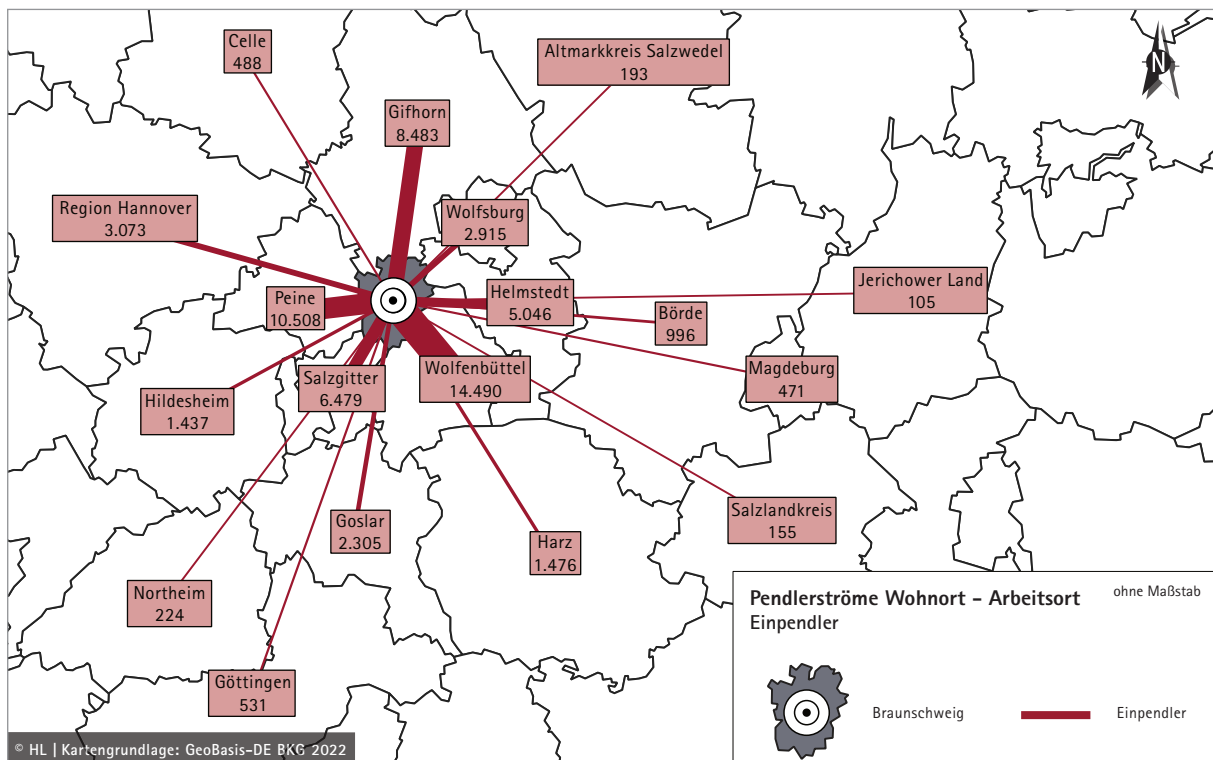 Celle
488
Altmarkkreis Salzwedel
193
N
Gifhorn
8.483
Region Hannover
3.073
Wolfsburg
2.915
Peine
10.508
Helmstedt
5.046
Jerichower Land
105
Börde
996
Hildesheim
1.437
Salzgitter
6.479
Wolfenbüttel
14.490
Magdeburg
471
Goslar
2.305
Harz
1.476
Salzlandkreis
155
Northeim
224
Göttingen
531
Pendlerströme Wohnort - Arbeitsort
ohne Maßstab
Einpendler
Braunschweig
Einpendler
© HL | Kartengrundlage: GeoBasis-DE BKG 2022